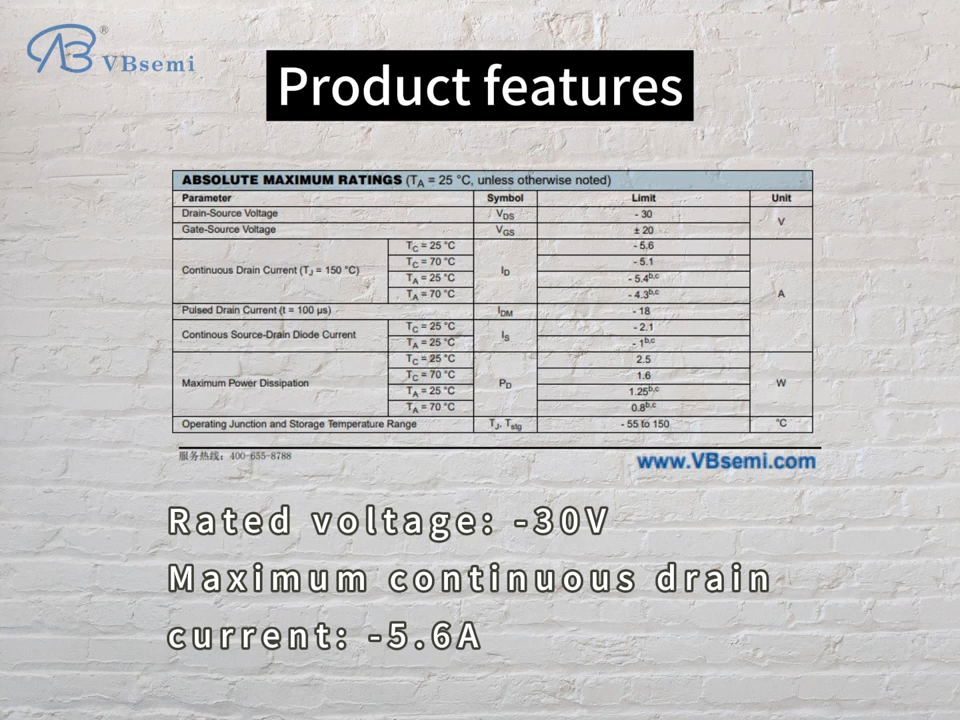 VBsemi®
Product features
ABSOLUTE MAXIMUM RATINGS (TA = 25 °C, unless otherwise noted)
Parameter Symbol Limit Unit
Drain-Source Voltage VDS - 30 V
Gate-Source Voltage VGS ± 20
Continuous Drain Current (TJ = 150 °C) TC = 25 °C ID - 5.6 A
TC = 70 °C - 5.1
TA = 25 °C - 5.4b,c
TA = 70 °C - 4.3b,c
Pulsed Drain Current (t = 100 µs) IDM - 18
Continous Source-Drain Diode Current TC = 25 °C IS - 2.1
TA = 25 °C - 1b,c
Maximum Power Dissipation TC = 25 °C PD 2.5 W
TC = 70 °C 1.6
TA = 25 °C 1.25b,c
TA = 70 °C 0.8b,c
Operating Junction and Storage Temperature Range TJ, Tstg - 55 to 150 °C
服务热线：400-655-8788
www.VBsemi.com
Rated voltage: -30V
Maximum continuous drain
current: -5.6A